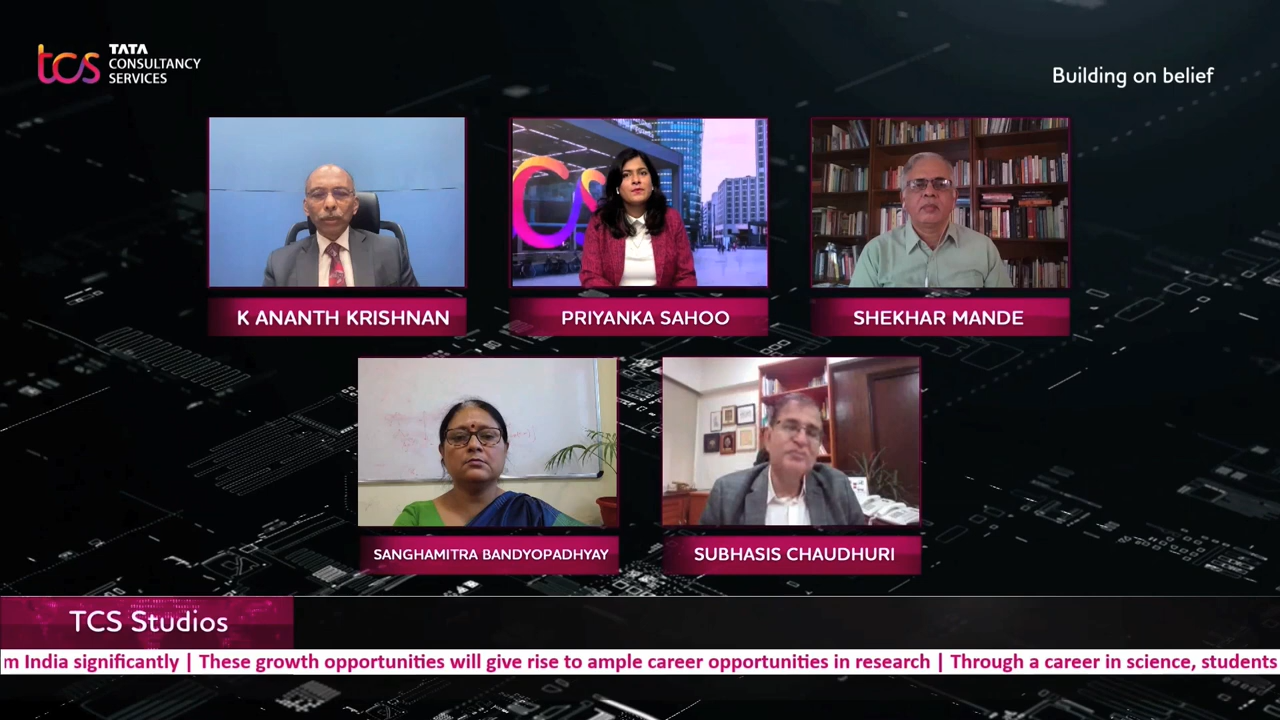 tcs TATA
CONSULTANCY
SERVICES
Building on belief
CS
K ANANTH KRISHNAN
PRIYANKA SAHOO
SHEKHAR MANDE
SANGHAMITRA BANDYOPADHYAY
SUBHASIS CHAUDHURI
TCS Studios
m India significantly | These growth opportunities will give rise to ample career opportunities in research | Through a career in science, students